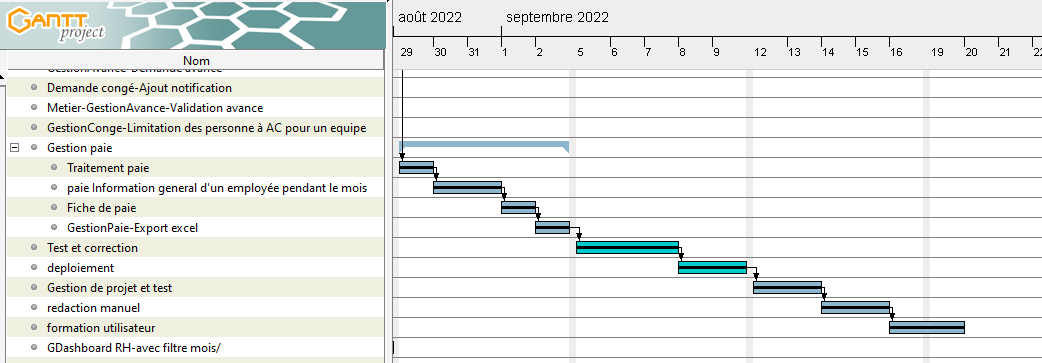 GANTT
project
août 2022
septembre 2022
29 30 31 1 2 5 6 7 8 9 12 13 14 15 16 19 20 21 22
Nom
GestionAvance-Demande avance
Demande congé-Ajout notification
Metier-GestionAvance-Validation avance
GestionConge-Limitation des personne à AC pour un equipe
Gestion paie
Traitement paie
paie Information general d'un employée pendant le mois
Fiche de paie
GestionPaie-Export excel
Test et correction
deploiement
Gestion de projet et test
redaction manuel
formation utilisateur
GDashboard RH-avec filtre mois/